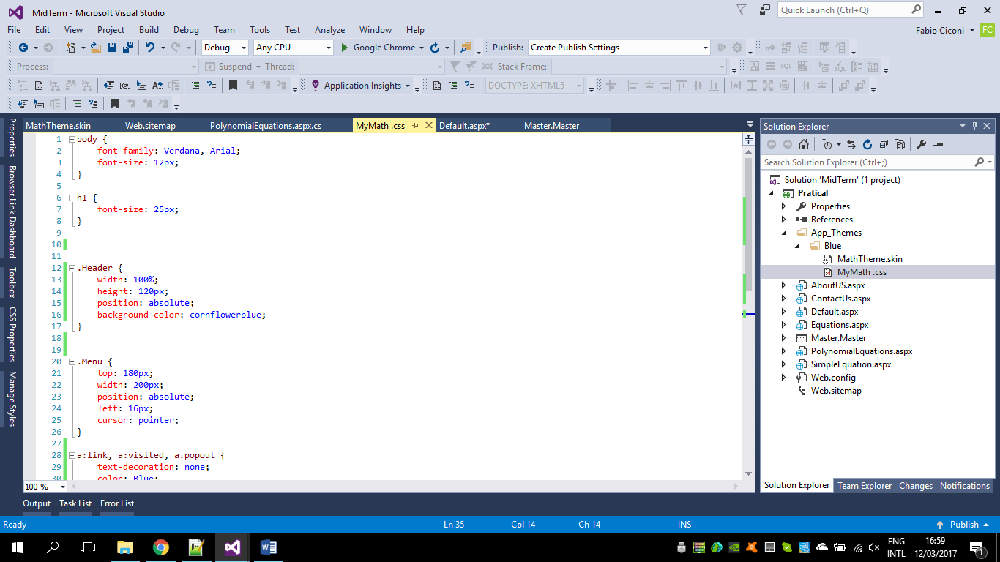 MidTerm - Microsoft Visual Studio
Quick Launch (Ctrl+Q)
File Edit View Project Build Debug Team Tools Test Analyze Window Help
Fabio Ciconi FC
Debug Any CPU Google Chrome Publish: Create Publish Settings
Process: Suspend Thread: Stack Frame: SQL
Application Insights DOCTYPE: XHTML5
MathTheme.skin Web.sitemap PolynomialEquations.aspx.cs MyMath .css Default.aspx* Master.Master
Properties
Browser Link Dashboard
Toolbox
CSS Properties
Manage Styles
1 body {
2 font-family: Verdana, Arial;
3 font-size: 12px;
4 }
5
6 h1 {
7 font-size: 25px;
8 }
9
10
11
12 .Header {
13 width: 100%;
14 height: 120px;
15 position: absolute;
16 background-color: cornflowerblue;
17 }
18
19
20 .Menu {
21 top: 180px;
22 width: 200px;
23 position: absolute;
24 left: 16px;
25 cursor: pointer;
26 }
27
28 a:link, a:visited, a.popout {
29 text-decoration: none;
30 color: Blue;
100 %
Solution Explorer
Search Solution Explorer (Ctrl+;)
Solution 'MidTerm' (1 project)
Pratical
Properties
References
App_Themes
Blue
MathTheme.skin
MyMath .css
AboutUS.aspx
ContactUs.aspx
Default.aspx
Equations.aspx
Master.Master
PolynomialEquations.aspx
SimpleEquation.aspx
Web.config
Web.sitemap
Solution Explorer Team Explorer Changes Notifications
Output Task List Error List
Ready Ln 35 Col 14 Ch 14 INS Publish
ENG 16:59
INTL 12/03/2017 1